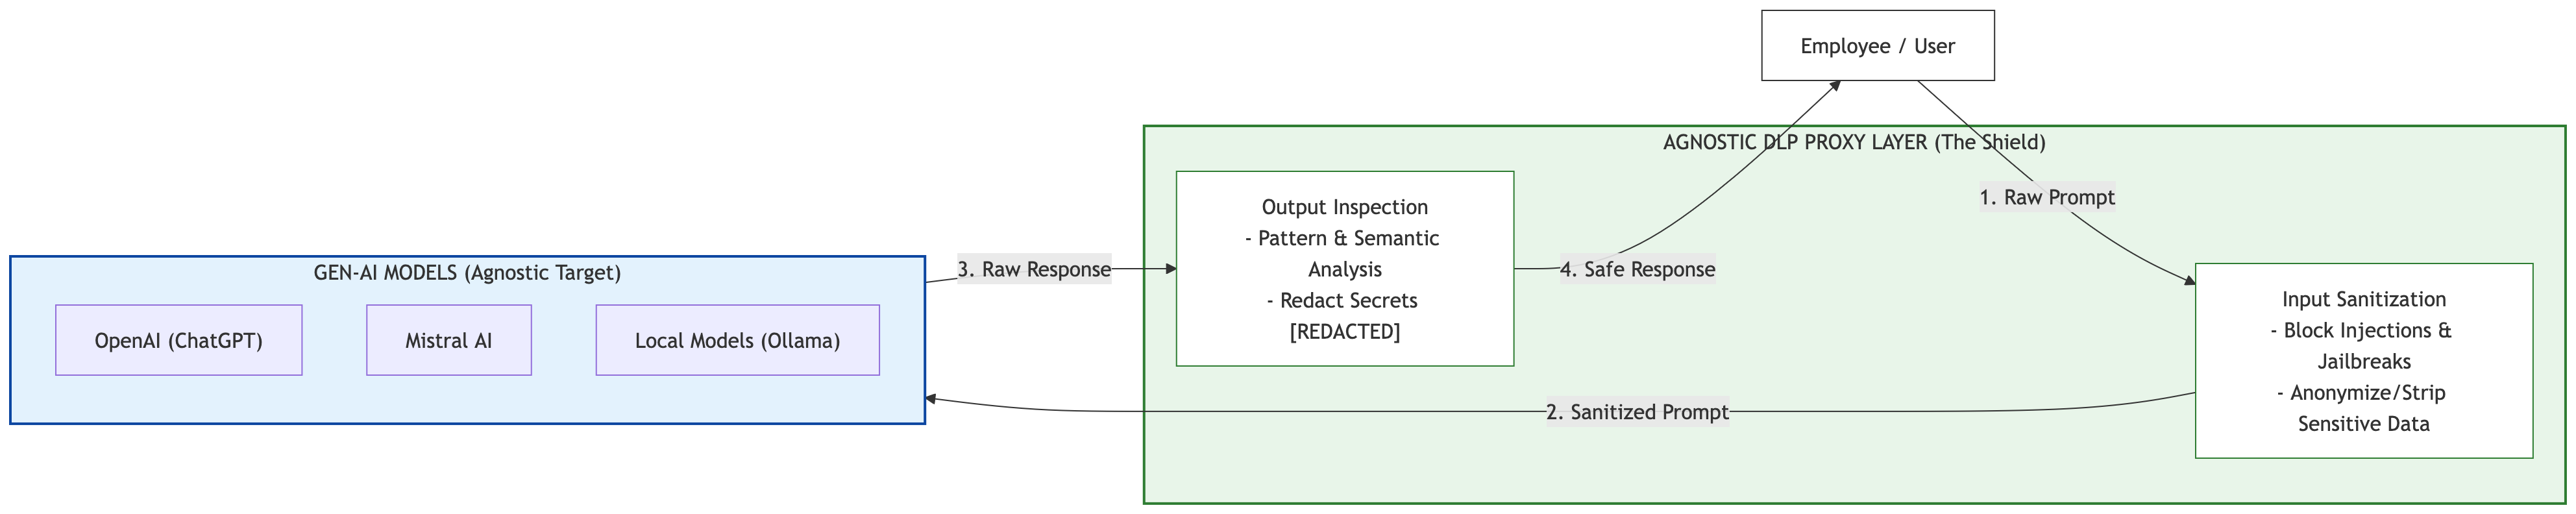 Employee / User
AGNOSTIC DLP PROXY LAYER (The Shield)
1. Raw Prompt
Output Inspection
- Pattern & Semantic
Analysis
- Redact Secrets
[REDACTED]
3. Raw Response
4. Safe Response
GEN-AI MODELS (Agnostic Target)
OpenAI (ChatGPT)
Mistral AI
Local Models (Ollama)
Input Sanitization
- Block Injections &
Jailbreaks
- Anonymize/Strip
Sensitive Data
2. Sanitized Prompt